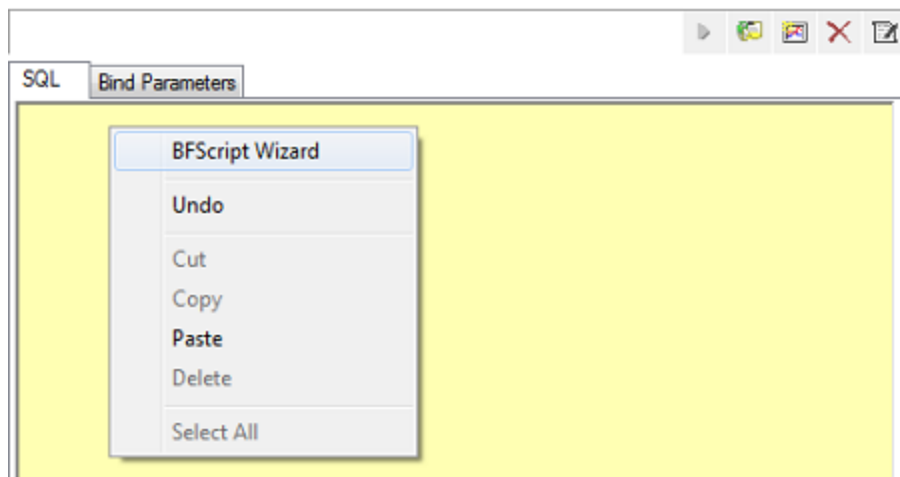 SQL
Bind Parameters
BFScript Wizard
Undo
Cut
Copy
Paste
Delete
Select All